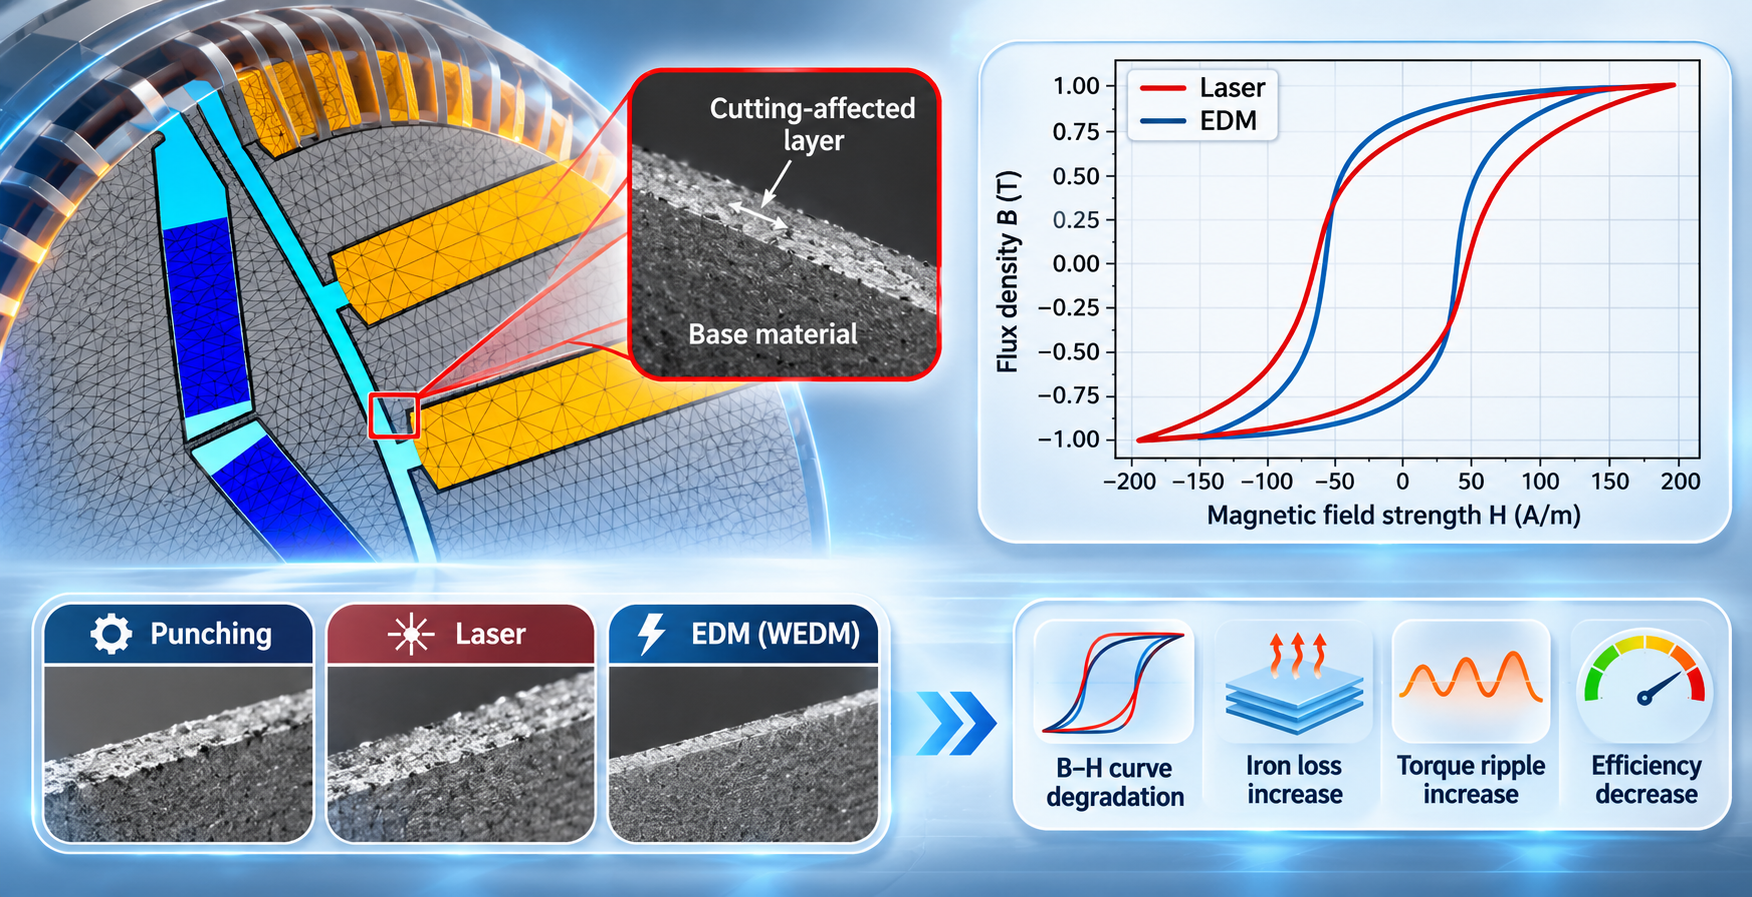 Cutting-affected
layer
Base material
Laser
EDM
1.00
0.75
0.50
0.25
0.00
−0.25
−0.50
−0.75
−1.00
Flux density B (T)
−200 −150 −100 −50 0 50 100 150 200
Magnetic field strength H (A/m)
Punching
Laser
EDM (WEDM)
B–H curve
degradation
Iron loss
increase
Torque ripple
increase
Efficiency
decrease